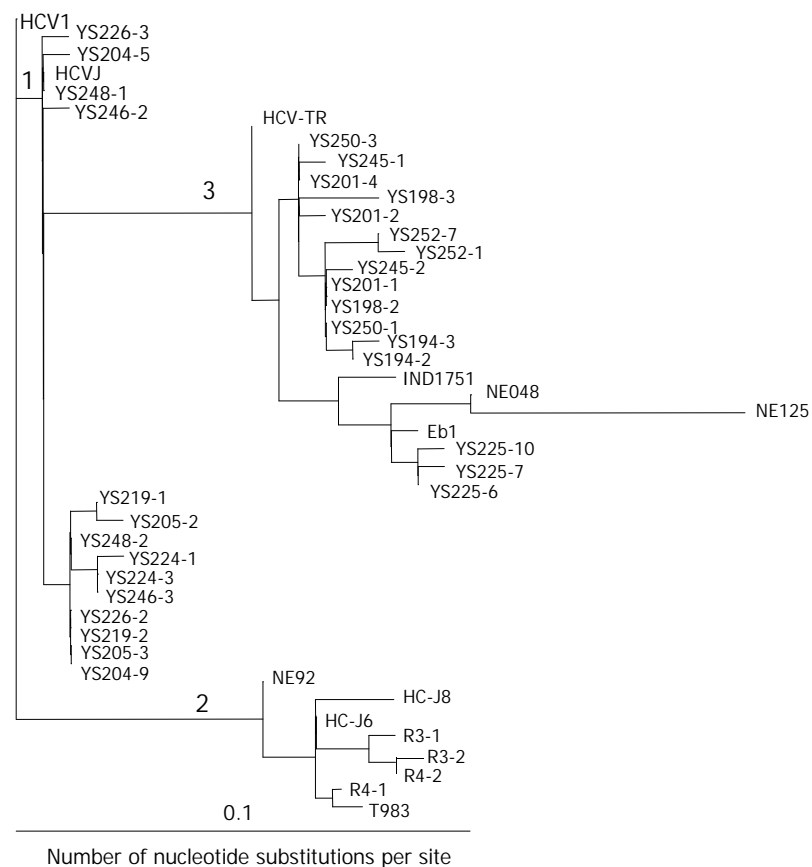 HCV1
YS226-3
YS204-5
HCVJ
1
YS248-1
YS246-2
HCV-TR
YS250-3
YS245-1
YS201-4
3
YS198-3
YS201-2
YS252-7
YS252-1
YS245-2
YS201-1
YS198-2
YS250-1
YS194-3
YS194-2
IND1751
NE048
NE125
Eb1
YS225-10
YS225-7
YS225-6
YS219-1
YS205-2
YS248-2
YS224-1
YS224-3
YS246-3
YS226-2
YS219-2
YS205-3
YS204-9
NE92
2
HC-J8
HC-J6
R3-1
R3-2
R4-2
R4-1
T983
0.1
Number of nucleotide substitutions per site